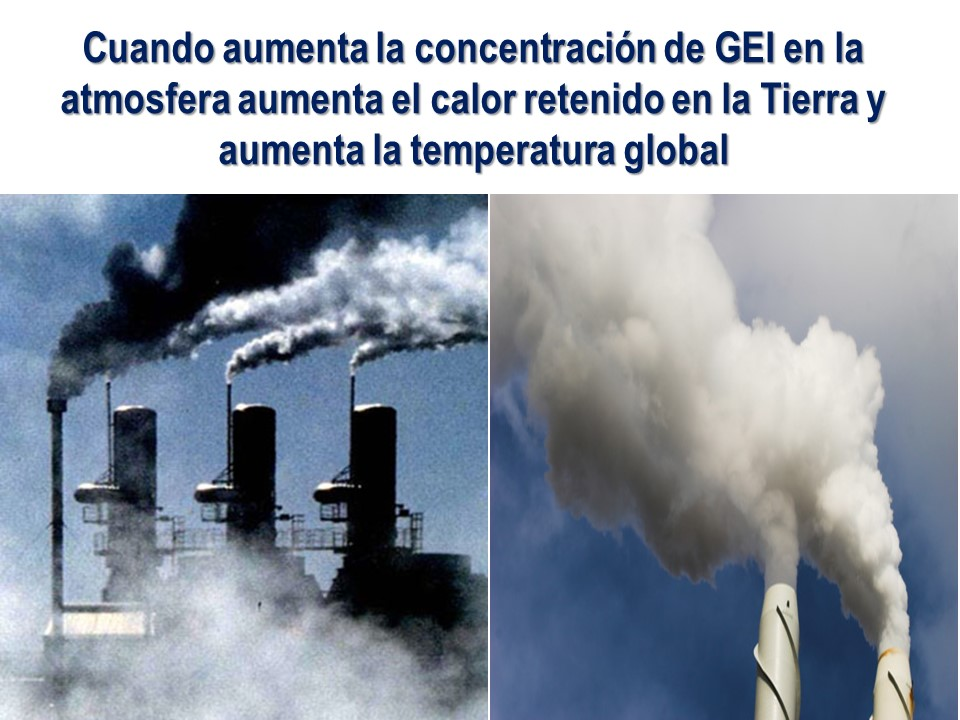 Cuando aumenta la concentración de GEI en la
atmosfera aumenta el calor retenido en la Tierra y
aumenta la temperatura global